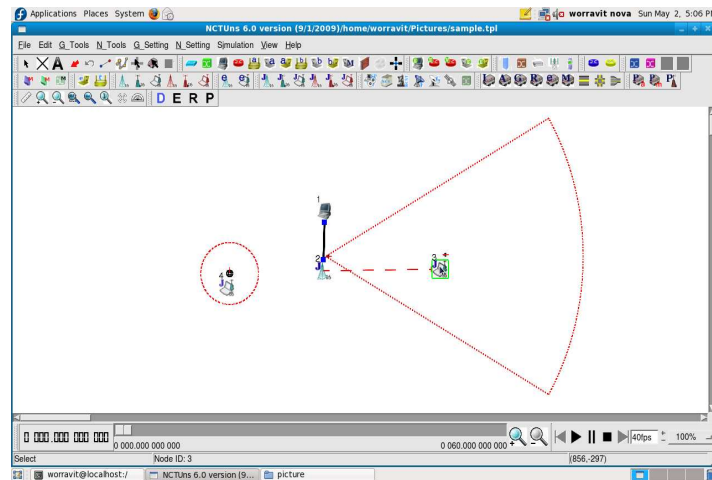 Applications Places System worravit nova Sun May 2, 5:06 P
NCTUns 6.0 version (9/1/2009)/home/worravit/Pictures/sample.tpl
File Edit G_Tools N_Tools G_Setting N_Setting Simulation View Help
D E R P
1
2
J
3
J
4
J
0 000.000 000 000
0 000.000 000 000
0 060.000 000 000
40fps
100%
Select
Node ID: 3
(856,-297)
worravit@localhost:/
NCTUns 6.0 version (9...
picture